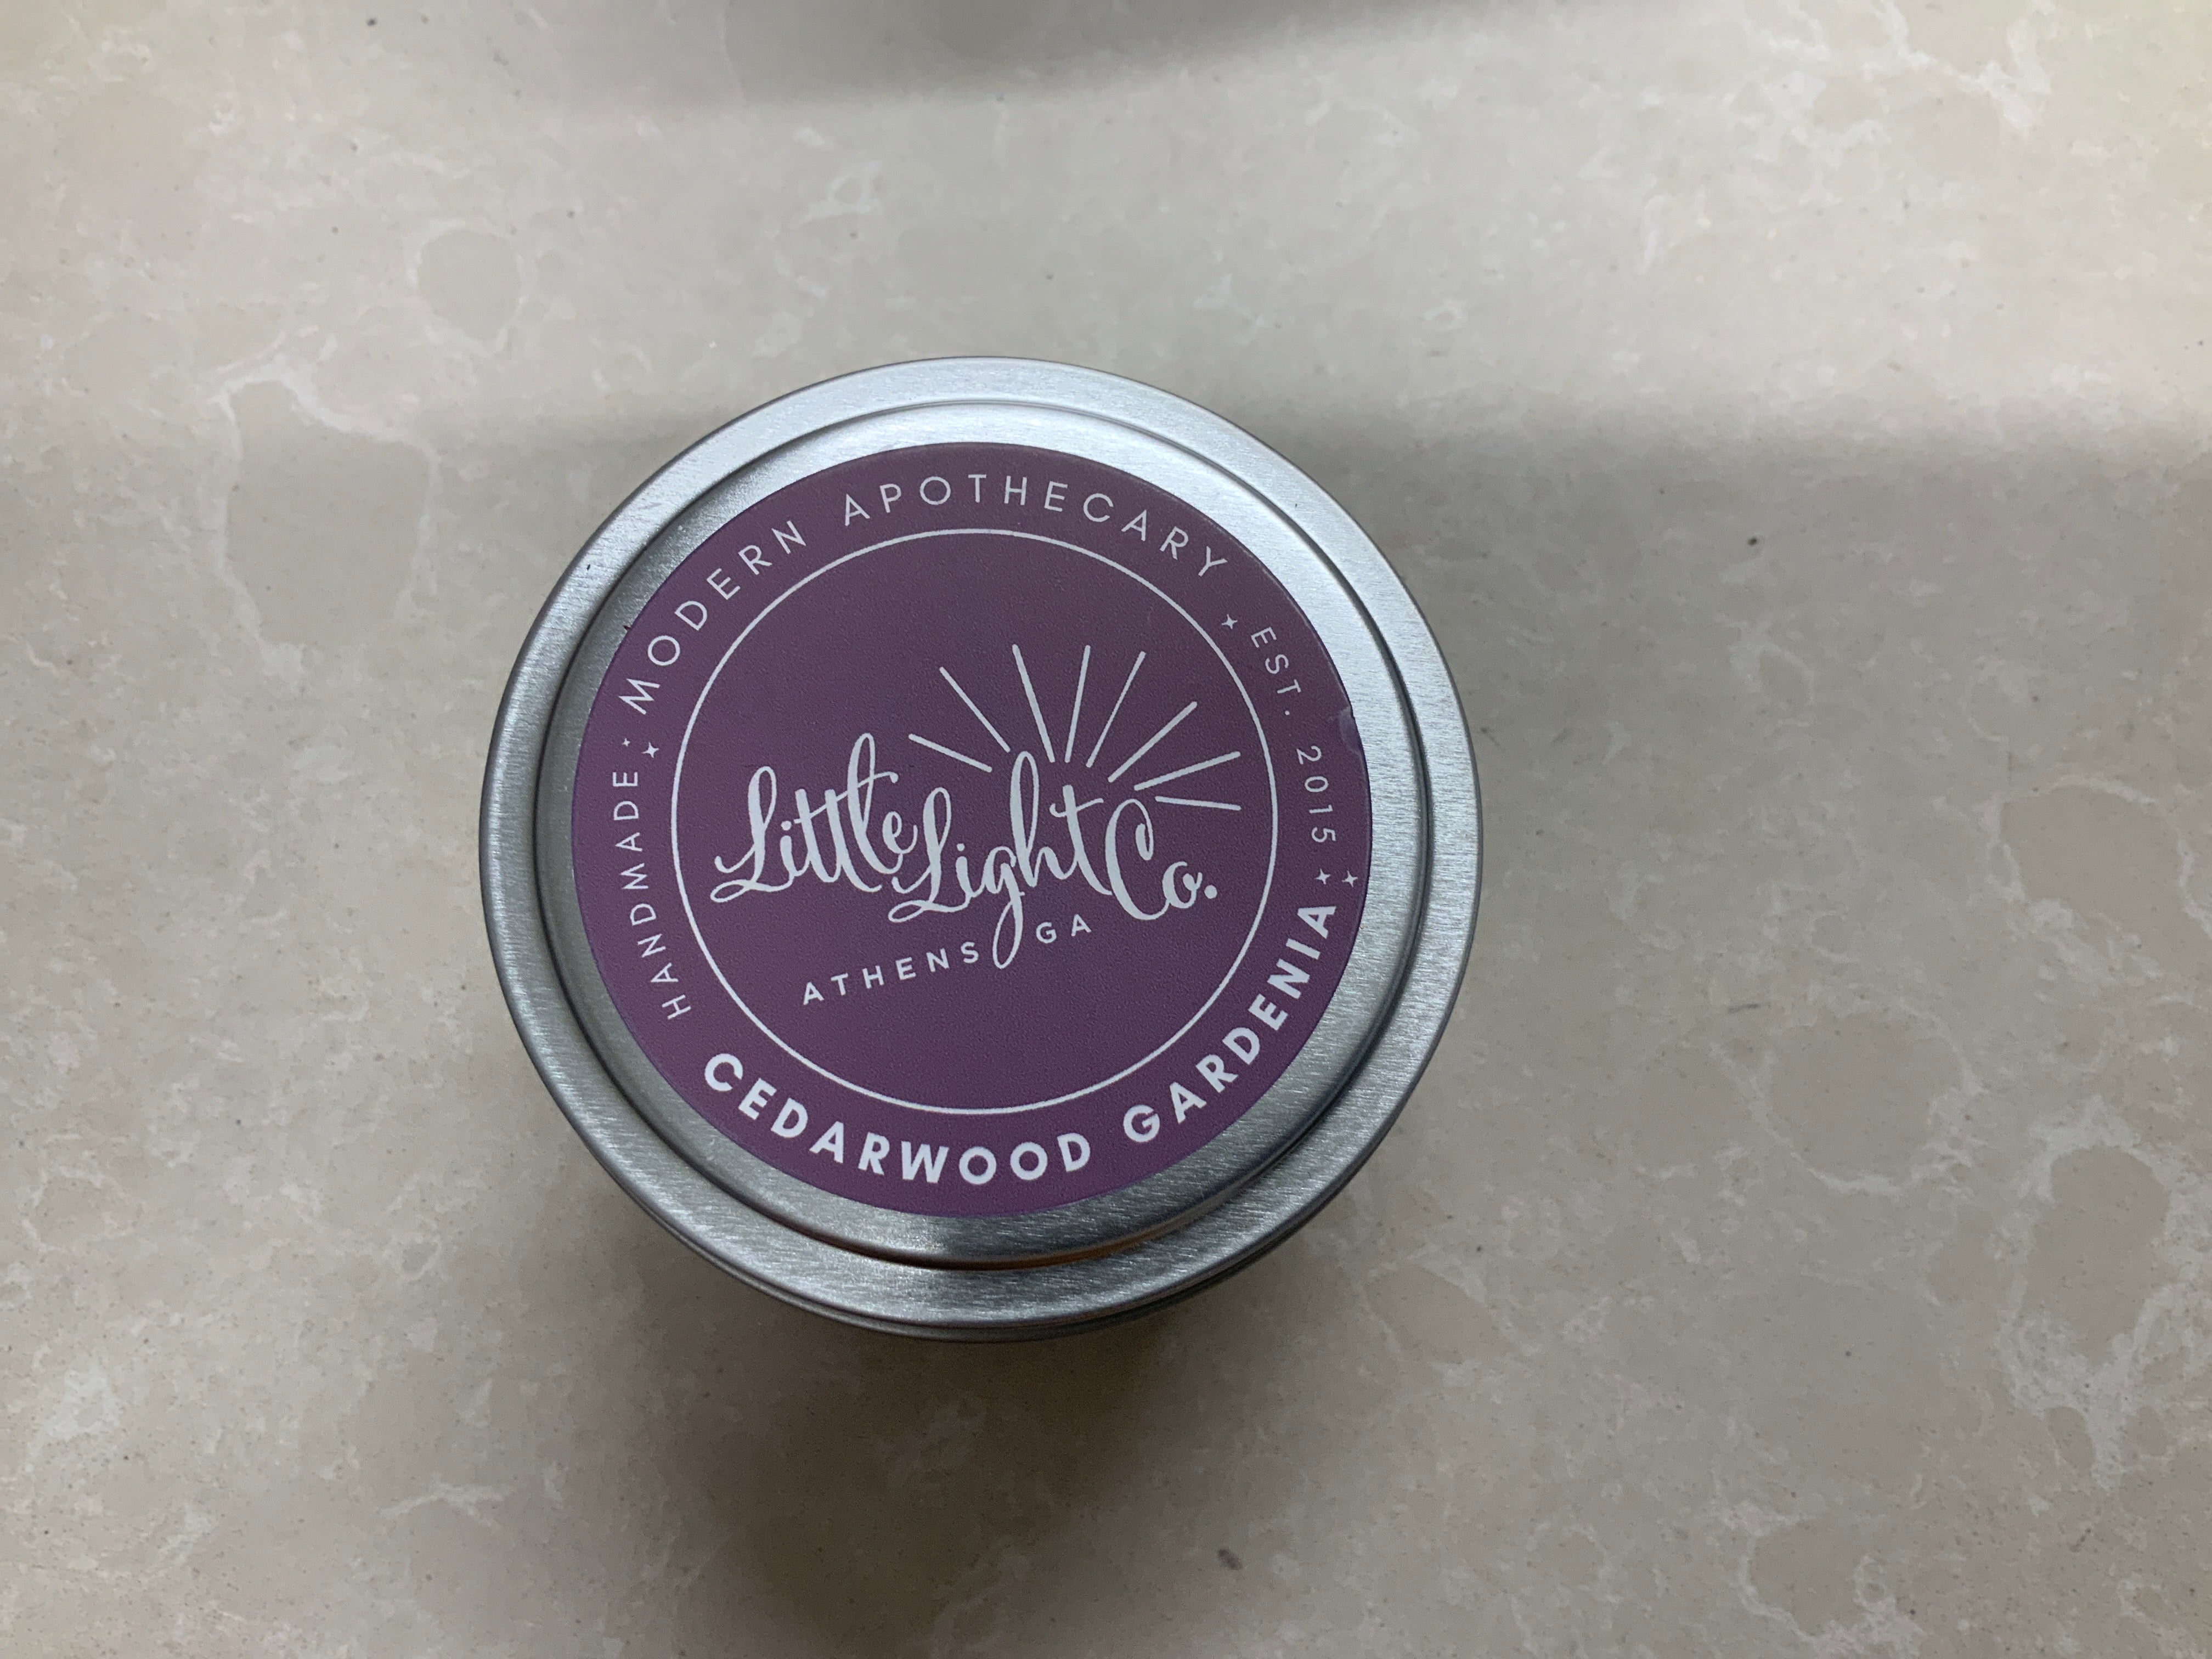 HANDMADE
MODERN APOTHECARY
EST. 2015
Little Light Co.
ATHENS GA
CEDARWOOD GARDENIA